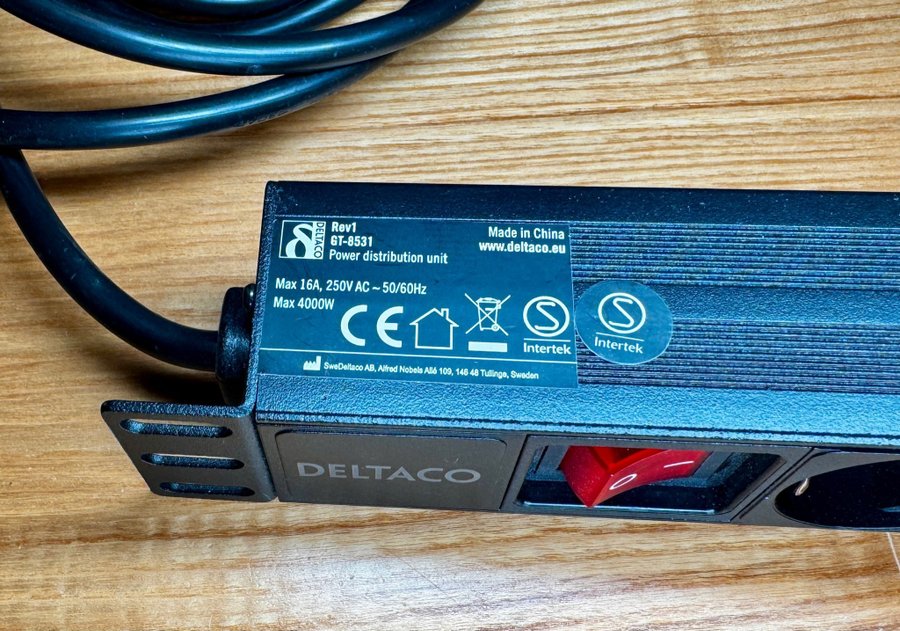 DELTACO
Rev1
GT-8531
Power distribution unit
Made in China
www.deltaco.eu
Max 16A, 250V AC ~ 50/60Hz
Max 4000W
CE
S
Intertek
S
Intertek
SweDeltaco AB, Alfred Nobels Allé 109, 146 48 Tullinge, Sweden
DELTACO
O